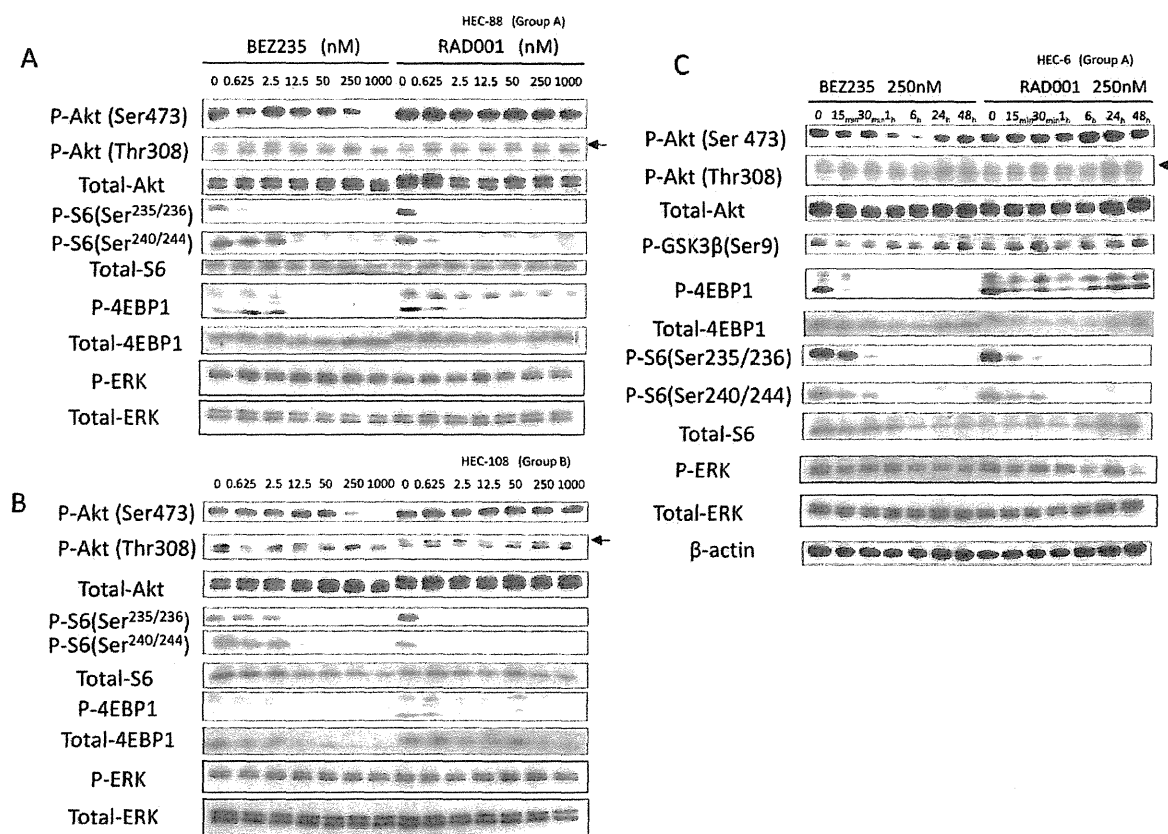 A
HEC-88 (Group A)
BEZ235 (nM) RAD001 (nM)
0 0.625 2.5 12.5 50 250 1000 0 0.625 2.5 12.5 50 250 1000
P-Akt (Ser473)
P-Akt (Thr308)
Total-Akt
P-S6(Ser235/236)
P-S6(Ser240/244)
Total-S6
P-4EBP1
Total-4EBP1
P-ERK
Total-ERK
B
HEC-108 (Group B)
0 0.625 2.5 12.5 50 250 1000 0 0.625 2.5 12.5 50 250 1000
P-Akt (Ser473)
P-Akt (Thr308)
Total-Akt
P-S6(Ser235/236)
P-S6(Ser240/244)
Total-S6
P-4EBP1
Total-4EBP1
P-ERK
Total-ERK
C
HEC-6 (Group A)
BEZ235 250nM RAD001 250nM
0 15min 30min 1h 6h 24h 48h 0 15min 30min 1h 6h 24h 48h
P-Akt (Ser 473)
P-Akt (Thr308)
Total-Akt
P-GSK3β(Ser9)
P-4EBP1
Total-4EBP1
P-S6(Ser235/236)
P-S6(Ser240/244)
Total-S6
P-ERK
Total-ERK
β-actin